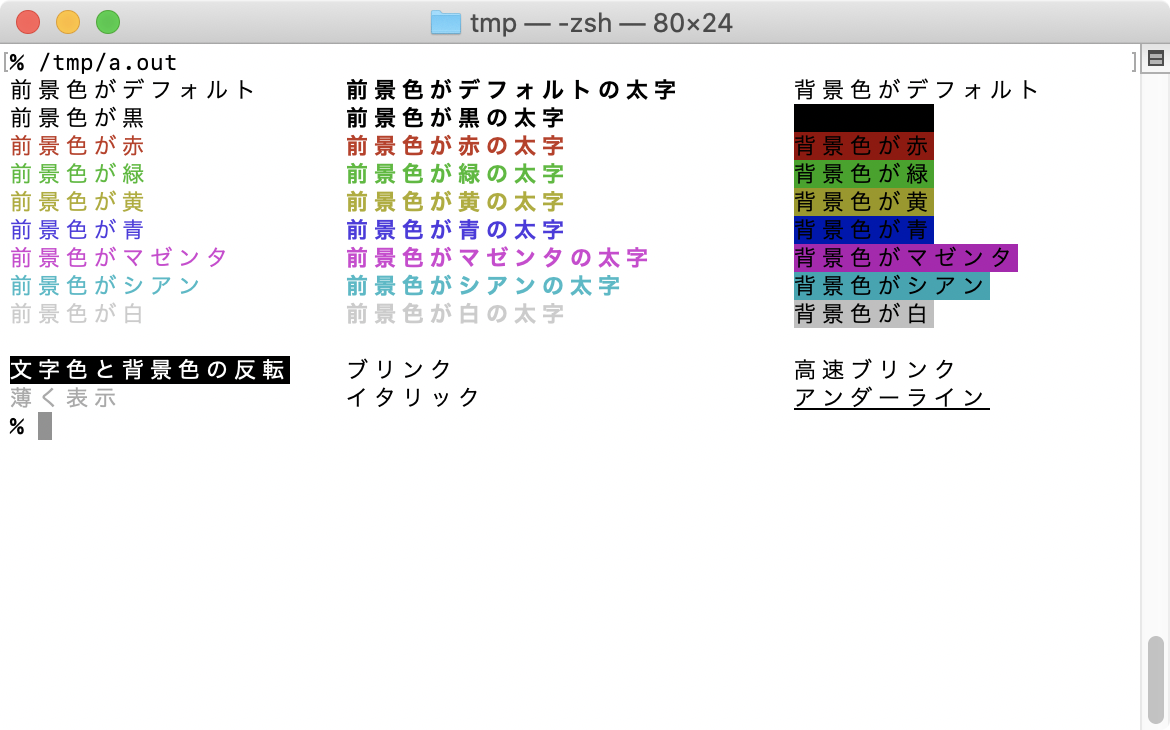 tmp — -zsh — 80×24
% /tmp/a.out
前景色がデフォルト 前景色がデフォルトの太字 背景色がデフォルト
前景色が黒 前景色が黒の太字
前景色が赤 前景色が赤の太字 背景色が赤
前景色が緑 前景色が緑の太字 背景色が緑
前景色が黄 前景色が黄の太字 背景色が黄
前景色が青 前景色が青の太字 背景色が青
前景色がマゼンタ 前景色がマゼンタの太字 背景色がマゼンタ
前景色がシアン 前景色がシアンの太字 背景色がシアン
前景色が白 前景色が白の太字 背景色が白
文字色と背景色の反転 ブリンク 高速ブリンク
薄く表示 イタリック アンダーライン
%